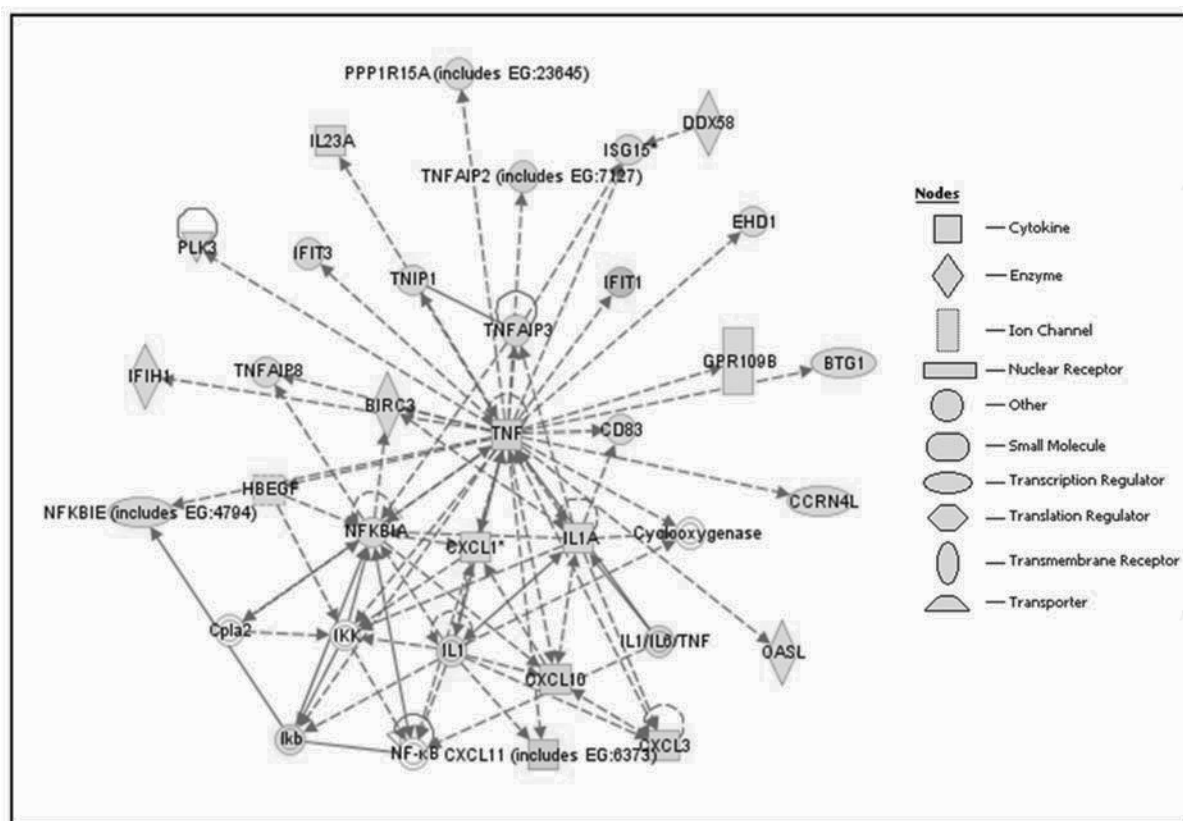 PPP1R15A (includes EG:23645)
DDX58
IL23A
ISG15
TNFAIP2 (includes EG:7127)
EHD1
PLK3
IFIT3
TNIP1
IFIT1
TNFAIP3
IFIH1
TNFAIP8
GPR109B
BTG1
BIRC3
TNF
CD83
HBEGF
CCRN4L
NFKBIE (includes EG:4794)
NFKBIA
CXCL1*
IL1A
Cyclooxygenase
Cpla2
IKK
IL1
IL1/IL6/TNF
OASL
CXCL10
Ikb
NF-κB
CXCL11 (includes EG:6373)
CXCL3
Nodes
Cytokine
Enzyme
Ion Channel
Nuclear Receptor
Other
Small Molecule
Transcription Regulator
Translation Regulator
Transmembrane Receptor
Transporter